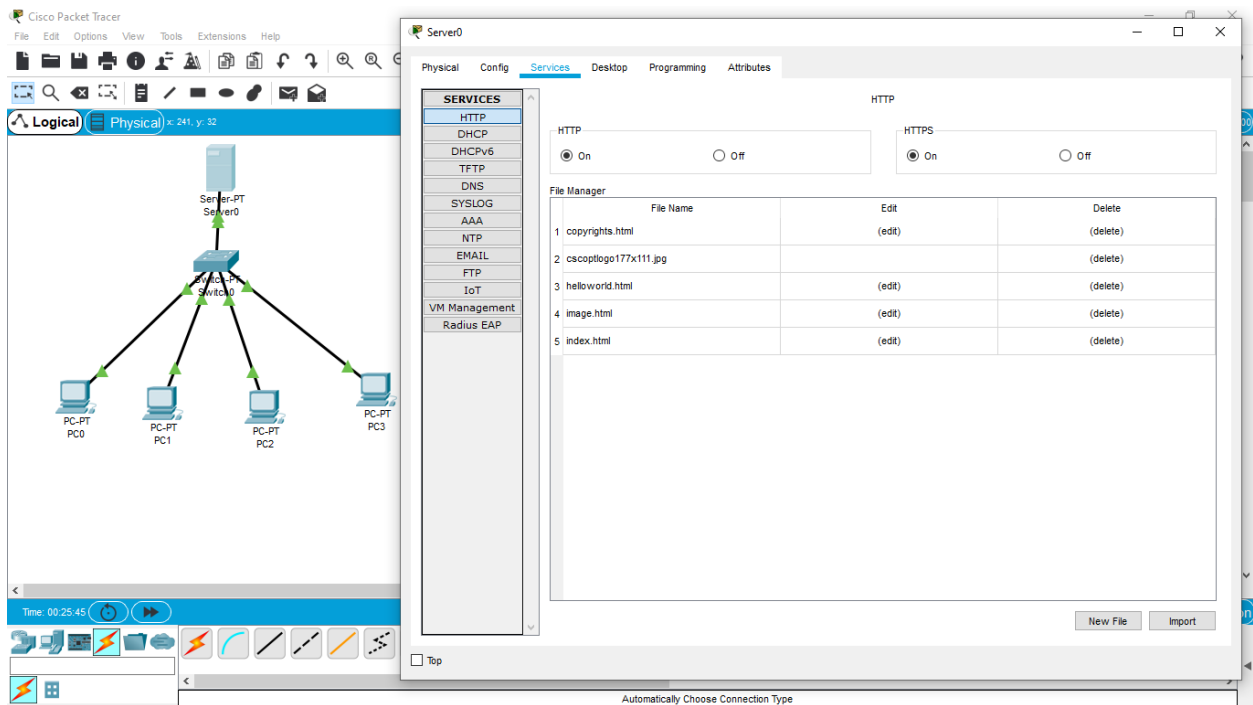 Cisco Packet Tracer
File Edit Options View Tools Extensions Help
Logical Physical x: 241, y: 32
Server-PT
Server0
Switch-PT
Switch0
PC-PT
PC0
PC-PT
PC1
PC-PT
PC2
PC-PT
PC3
Time: 00:25:45
Automatically Choose Connection Type
Server0
Physical Config Services Desktop Programming Attributes
SERVICES
HTTP
DHCP
DHCPv6
TFTP
DNS
SYSLOG
AAA
NTP
EMAIL
FTP
IoT
VM Management
Radius EAP
HTTP
HTTP
On Off
HTTPS
On Off
File Manager
File Name Edit Delete
1 copyrights.html (edit) (delete)
2 cscoptlogo177x111.jpg (delete)
3 helloworld.html (edit) (delete)
4 image.html (edit) (delete)
5 index.html (edit) (delete)
New File Import
Top